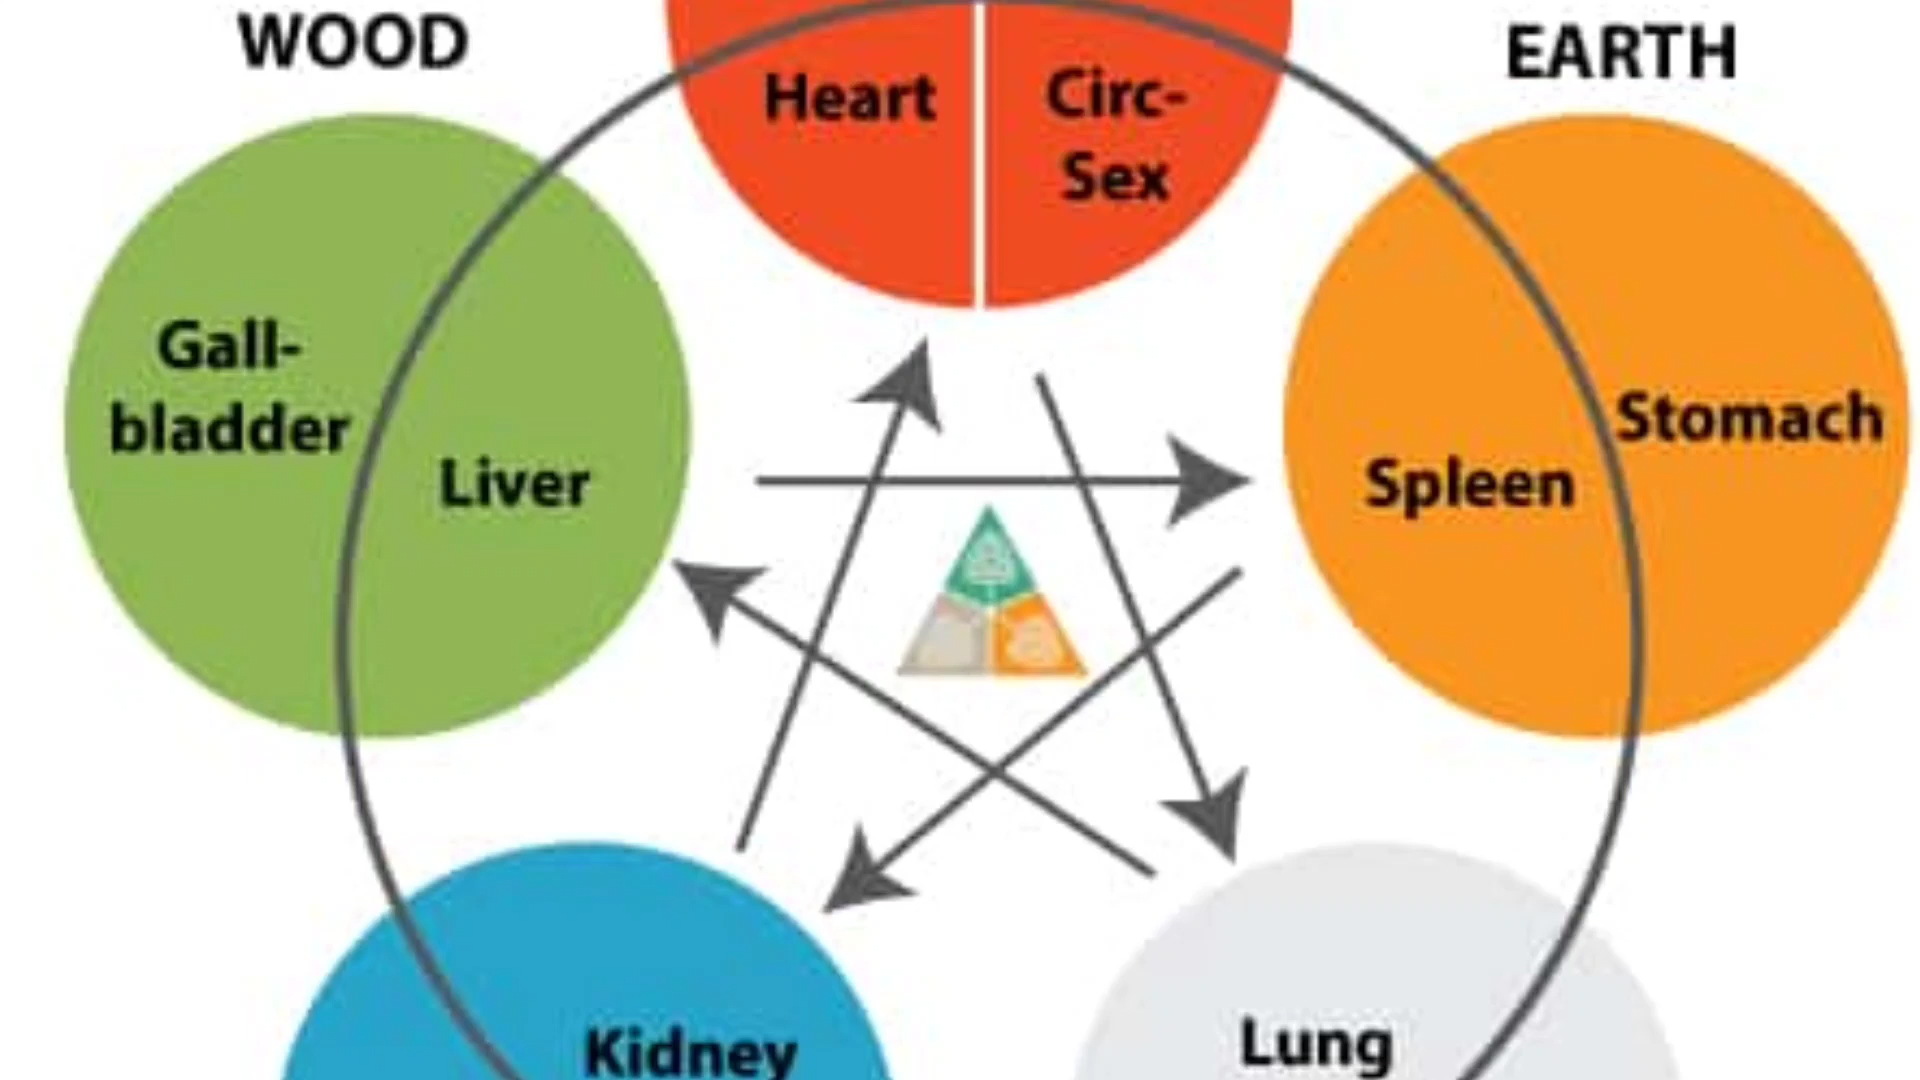 WOOD
EARTH
Heart
Circ-
Sex
Gall-
bladder
Liver
Spleen
Stomach
Kidney
Lung